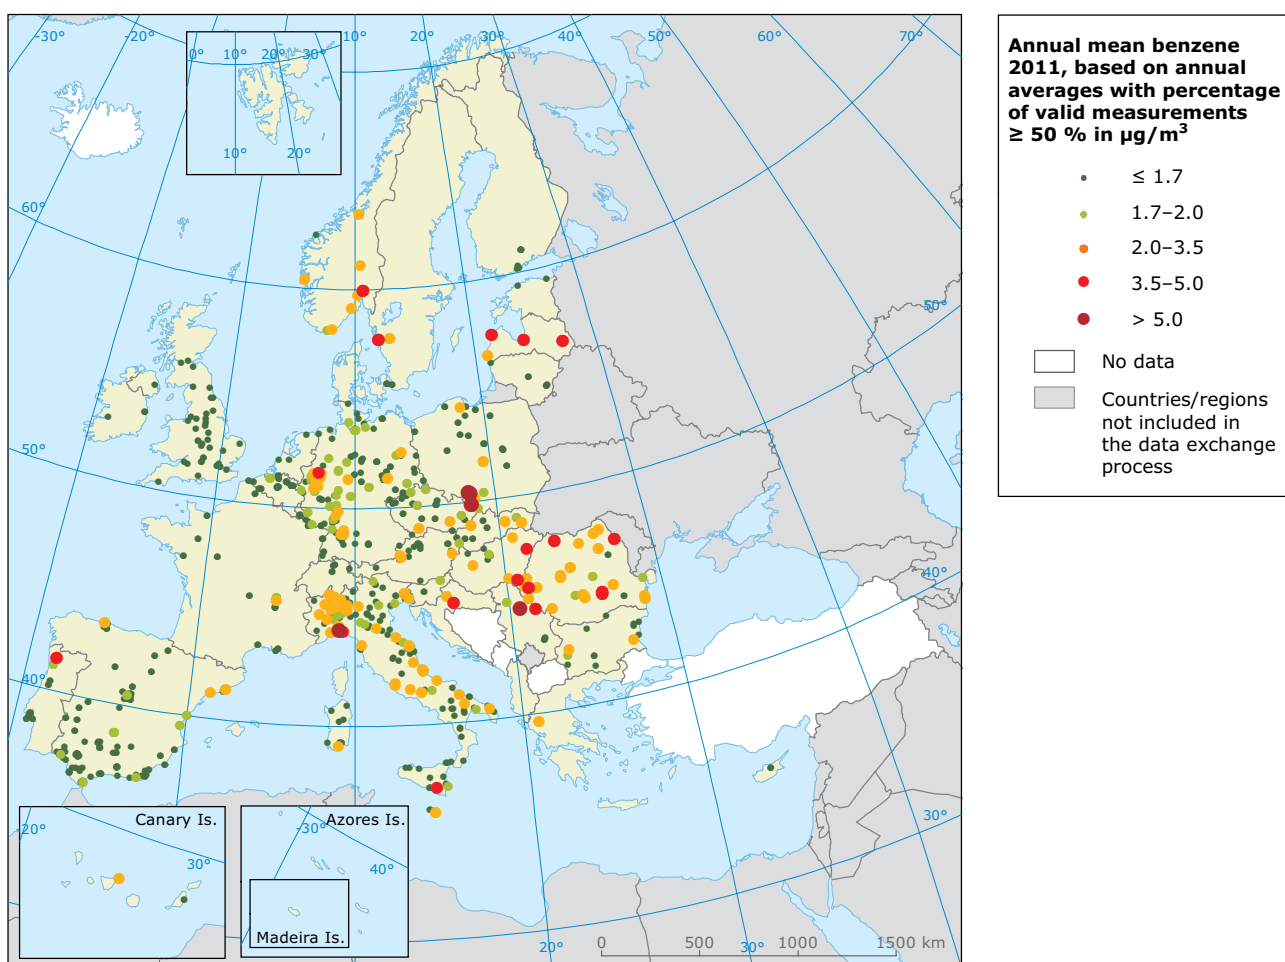 -30°
-20°
0°
10°
20°
30°
10°
20°
10°
20°
30°
40°
50°
60°
70°
60°
50°
40°
50°
40°
30°
20°
30°
Canary Is.
-20°
30°
Azores Is.
-30°
40°
Madeira Is.
0
500
1000
1500 km
Annual mean benzene
2011, based on annual
averages with percentage
of valid measurements
≥ 50 % in µg/m³
≤ 1.7
1.7–2.0
2.0–3.5
3.5–5.0
> 5.0
No data
Countries/regions
not included in
the data exchange
process